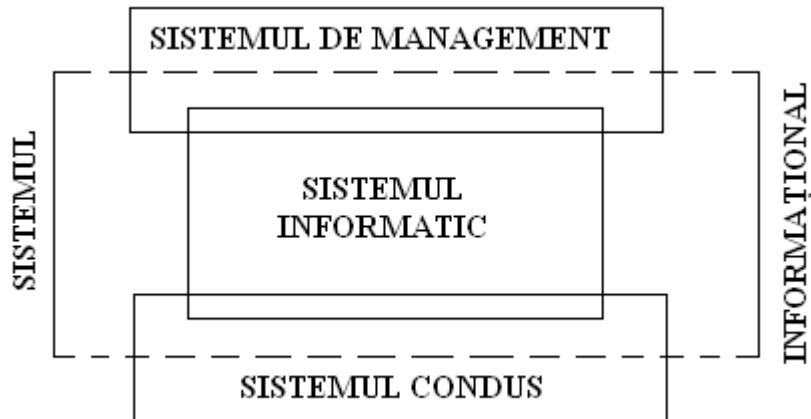 SISTEMUL DE MANAGEMENT
SISTEMUL
SISTEMUL
INFORMATIC
INFORMAȚIONAL
SISTEMUL CONDUS